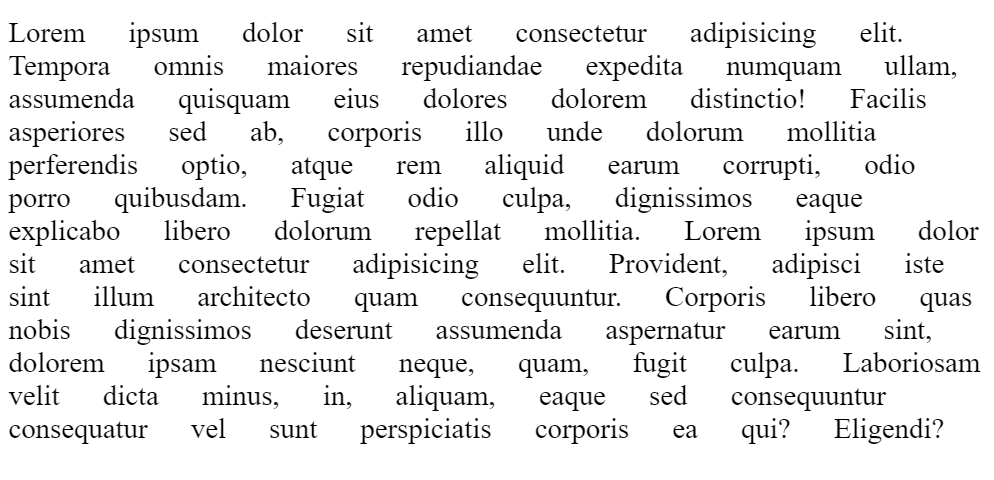 Lorem ipsum dolor sit amet consectetur adipisicing elit.
Tempora omnis maiores repudiandae expedita numquam ullam,
assumenda quisquam eius dolores dolorem distinctio! Facilis
asperiores sed ab, corporis illo unde dolorum mollitia
perferendis optio, atque rem aliquid earum corrupti, odio
porro quibusdam. Fugiat odio culpa, dignissimos eaque
explicabo libero dolorum repellat mollitia. Lorem ipsum dolor
sit amet consectetur adipisicing elit. Provident, adipisci iste
sint illum architecto quam consequuntur. Corporis libero quas
nobis dignissimos deserunt assumenda aspernatur earum sint,
dolorem ipsam nesciunt neque, quam, fugit culpa. Laboriosam
velit dicta minus, in, aliquam, eaque sed consequuntur
consequatur vel sunt perspiciatis corporis ea qui? Eligendi?